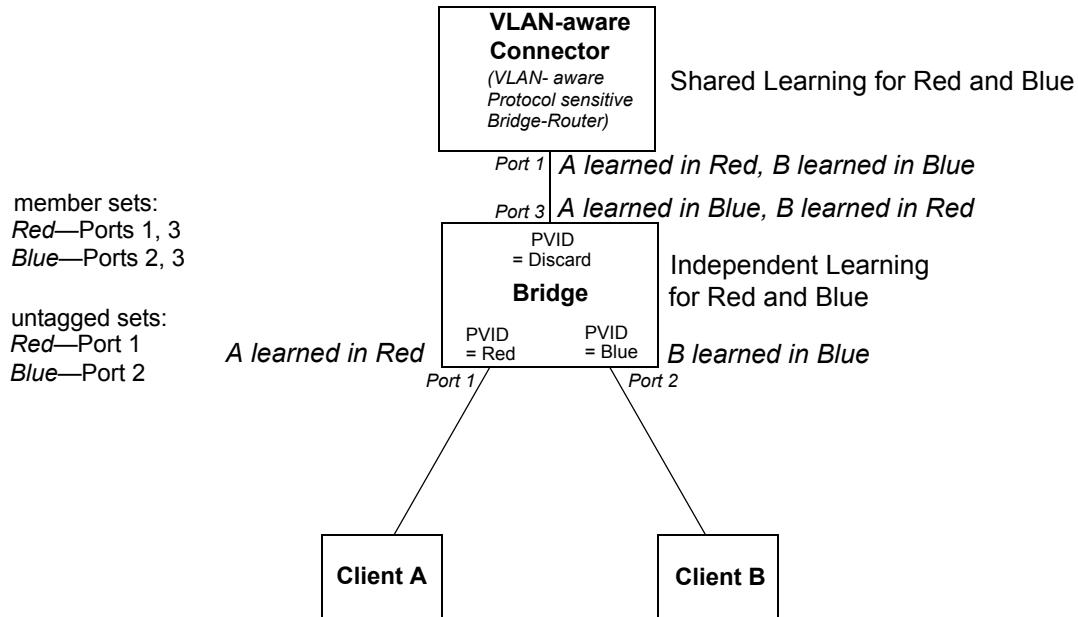 VLAN-aware
Connector
(VLAN- aware
Protocol sensitive
Bridge-Router)
Shared Learning for Red and Blue
Port 1
A learned in Red, B learned in Blue
member sets:
Red—Ports 1, 3
Blue—Ports 2, 3
Port 3
A learned in Blue, B learned in Red
PVID
= Discard
Bridge
Independent Learning
for Red and Blue
untagged sets:
Red—Port 1
Blue—Port 2
A learned in Red
PVID
= Red
PVID
= Blue
B learned in Blue
Port 1
Port 2
Client A
Client B